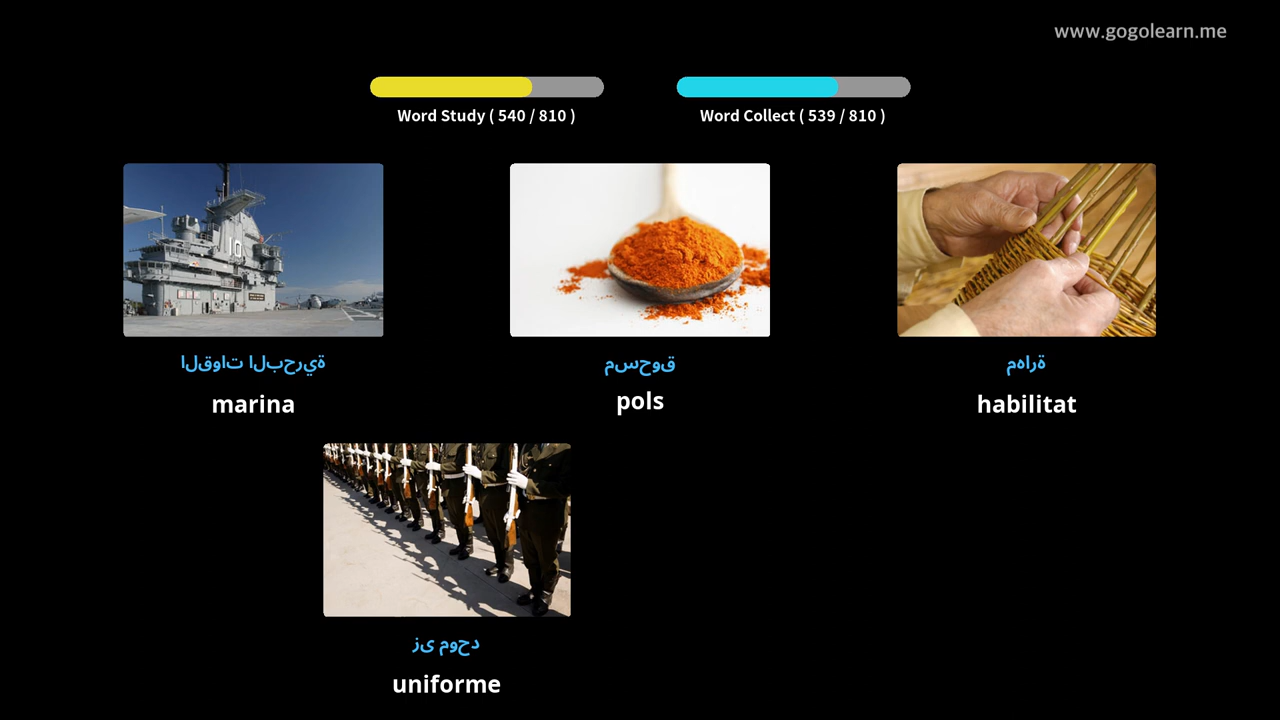 www.gogolearn.me
Word Study ( 540 / 810 )
Word Collect ( 539 / 810 )
القوات البحرية
marina
مسحوق
pols
مهارة
habilitat
زى موحد
uniforme